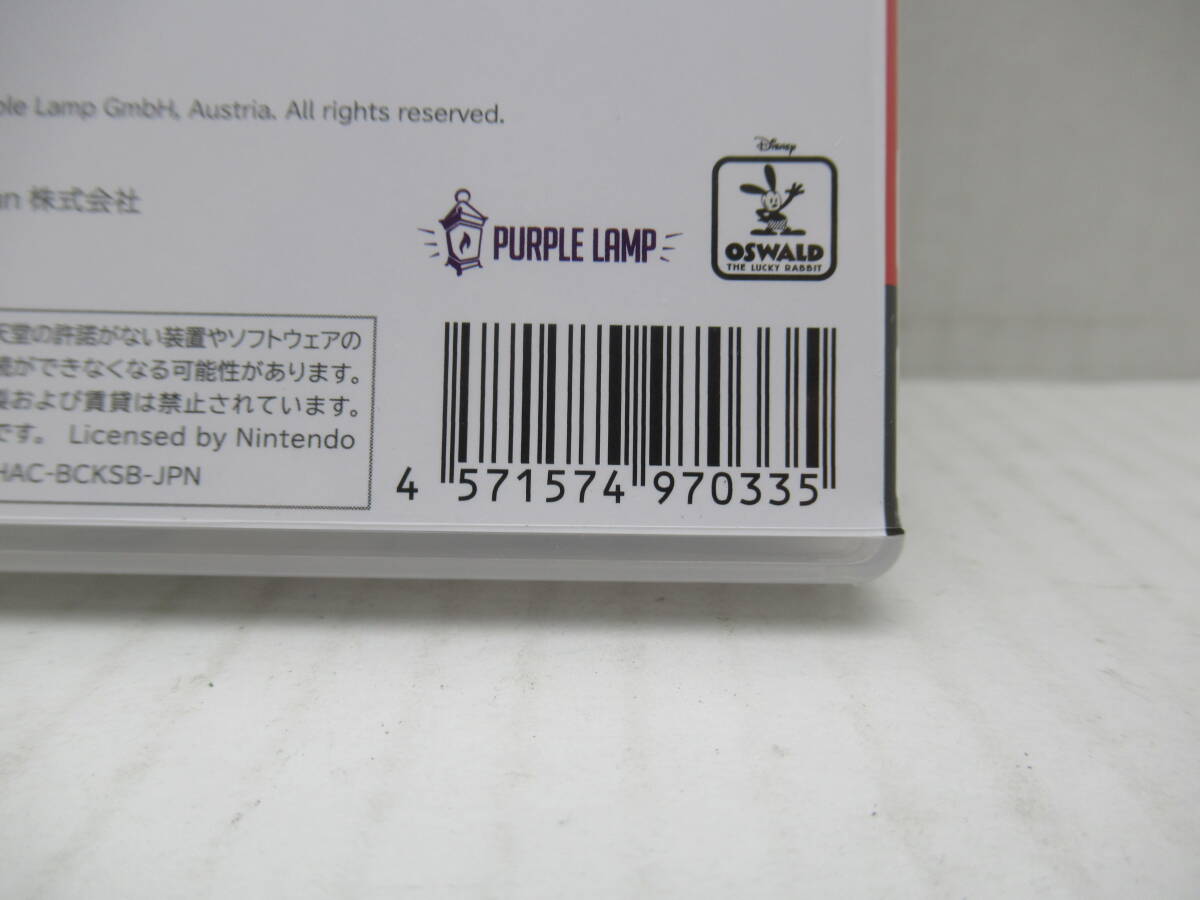 ple Lamp GmbH, Austria. All rights reserved.
an 株式会社
PURPLE LAMP
Disney
OSWALD
THE LUCKY RABBIT
天堂の許諾がない装置やソフトウェアの
続ができなくなる可能性があります。
製および賃貸は禁止されています。
です。 Licensed by Nintendo
HAC-BCKSB-JPN
4 571574 970335